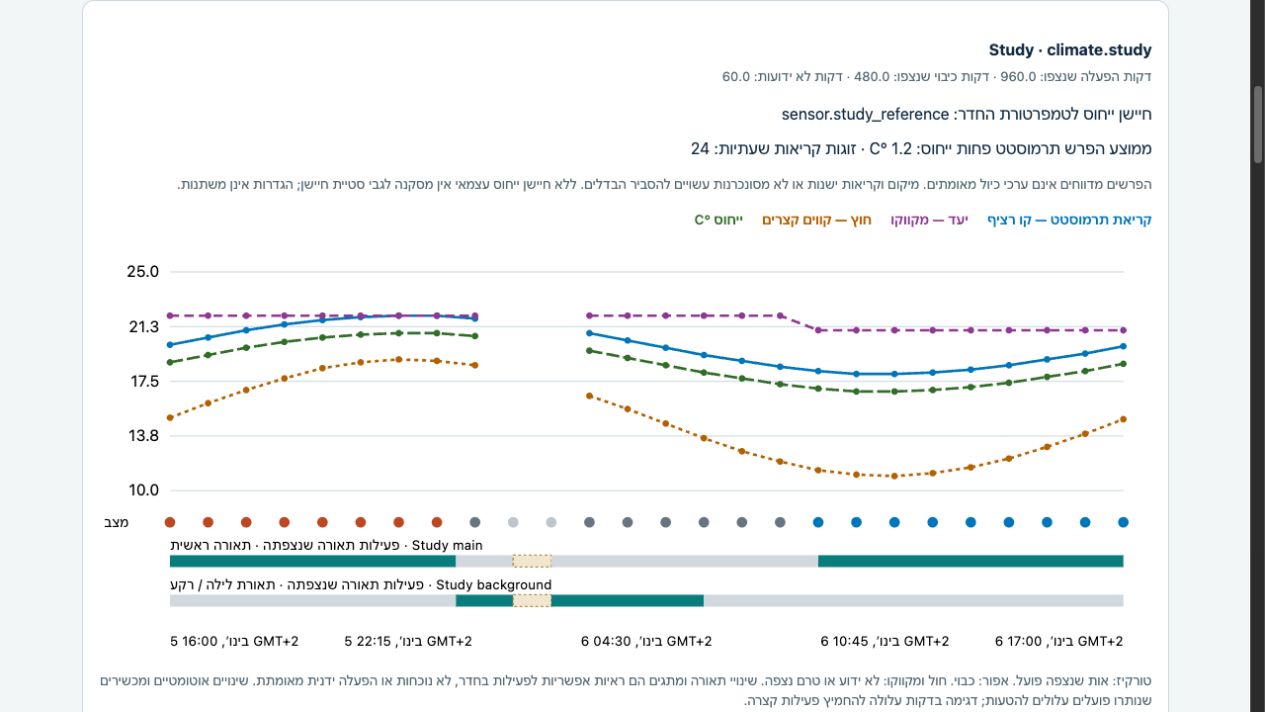 Study · climate.study
דקות הפעלה שנצפו: 960.0 · דקות כיבוי שנצפו: 480.0 · דקות לא ידועות: 60.0
חיישן ייחוס לטמפרטורת החדר: sensor.study_reference
ממוצע הפרש תרמוסטט פחות ייחוס: 1.2 °C · זוגות קריאות שעתיות: 24
הפרשים מדווחים אינם ערכי כיול מאומתים. מיקום וקריאות ישנות או לא מסונכרנות עשויים להסביר הבדלים. ללא חיישן ייחוס עצמאי אין מסקנה לגבי סטיית חיישן; הגדרות אינן משתנות.
קריאת תרמוסטט — קו רציף יעד — מקווקו חוץ — קווים קצרים ייחוס °C
25.0
21.3
17.5
13.8
10.0
מצב
Study main · פעילות תאורה שנצפתה · תאורה ראשית
Study background · פעילות תאורה שנצפתה · תאורת לילה / רקע
5 בינו׳, 16:00 GMT+2 5 בינו׳, 22:15 GMT+2 6 בינו׳, 04:30 GMT+2 6 בינו׳, 10:45 GMT+2 6 בינו׳, 17:00 GMT+2
טורקיז: אות שנצפה פועל. אפור: כבוי. חול ומקווקו: לא ידוע או טרם נצפה. שינויי תאורה ומתגים הם ראיות אפשריות לפעילות בחדר, לא נוכחות או הפעלה ידנית מאומתת. שינויים אוטומטיים ומכשירים
שנותרו פועלים עלולים להטעות; דגימה בדקות עלולה להחמיץ פעילות קצרה.